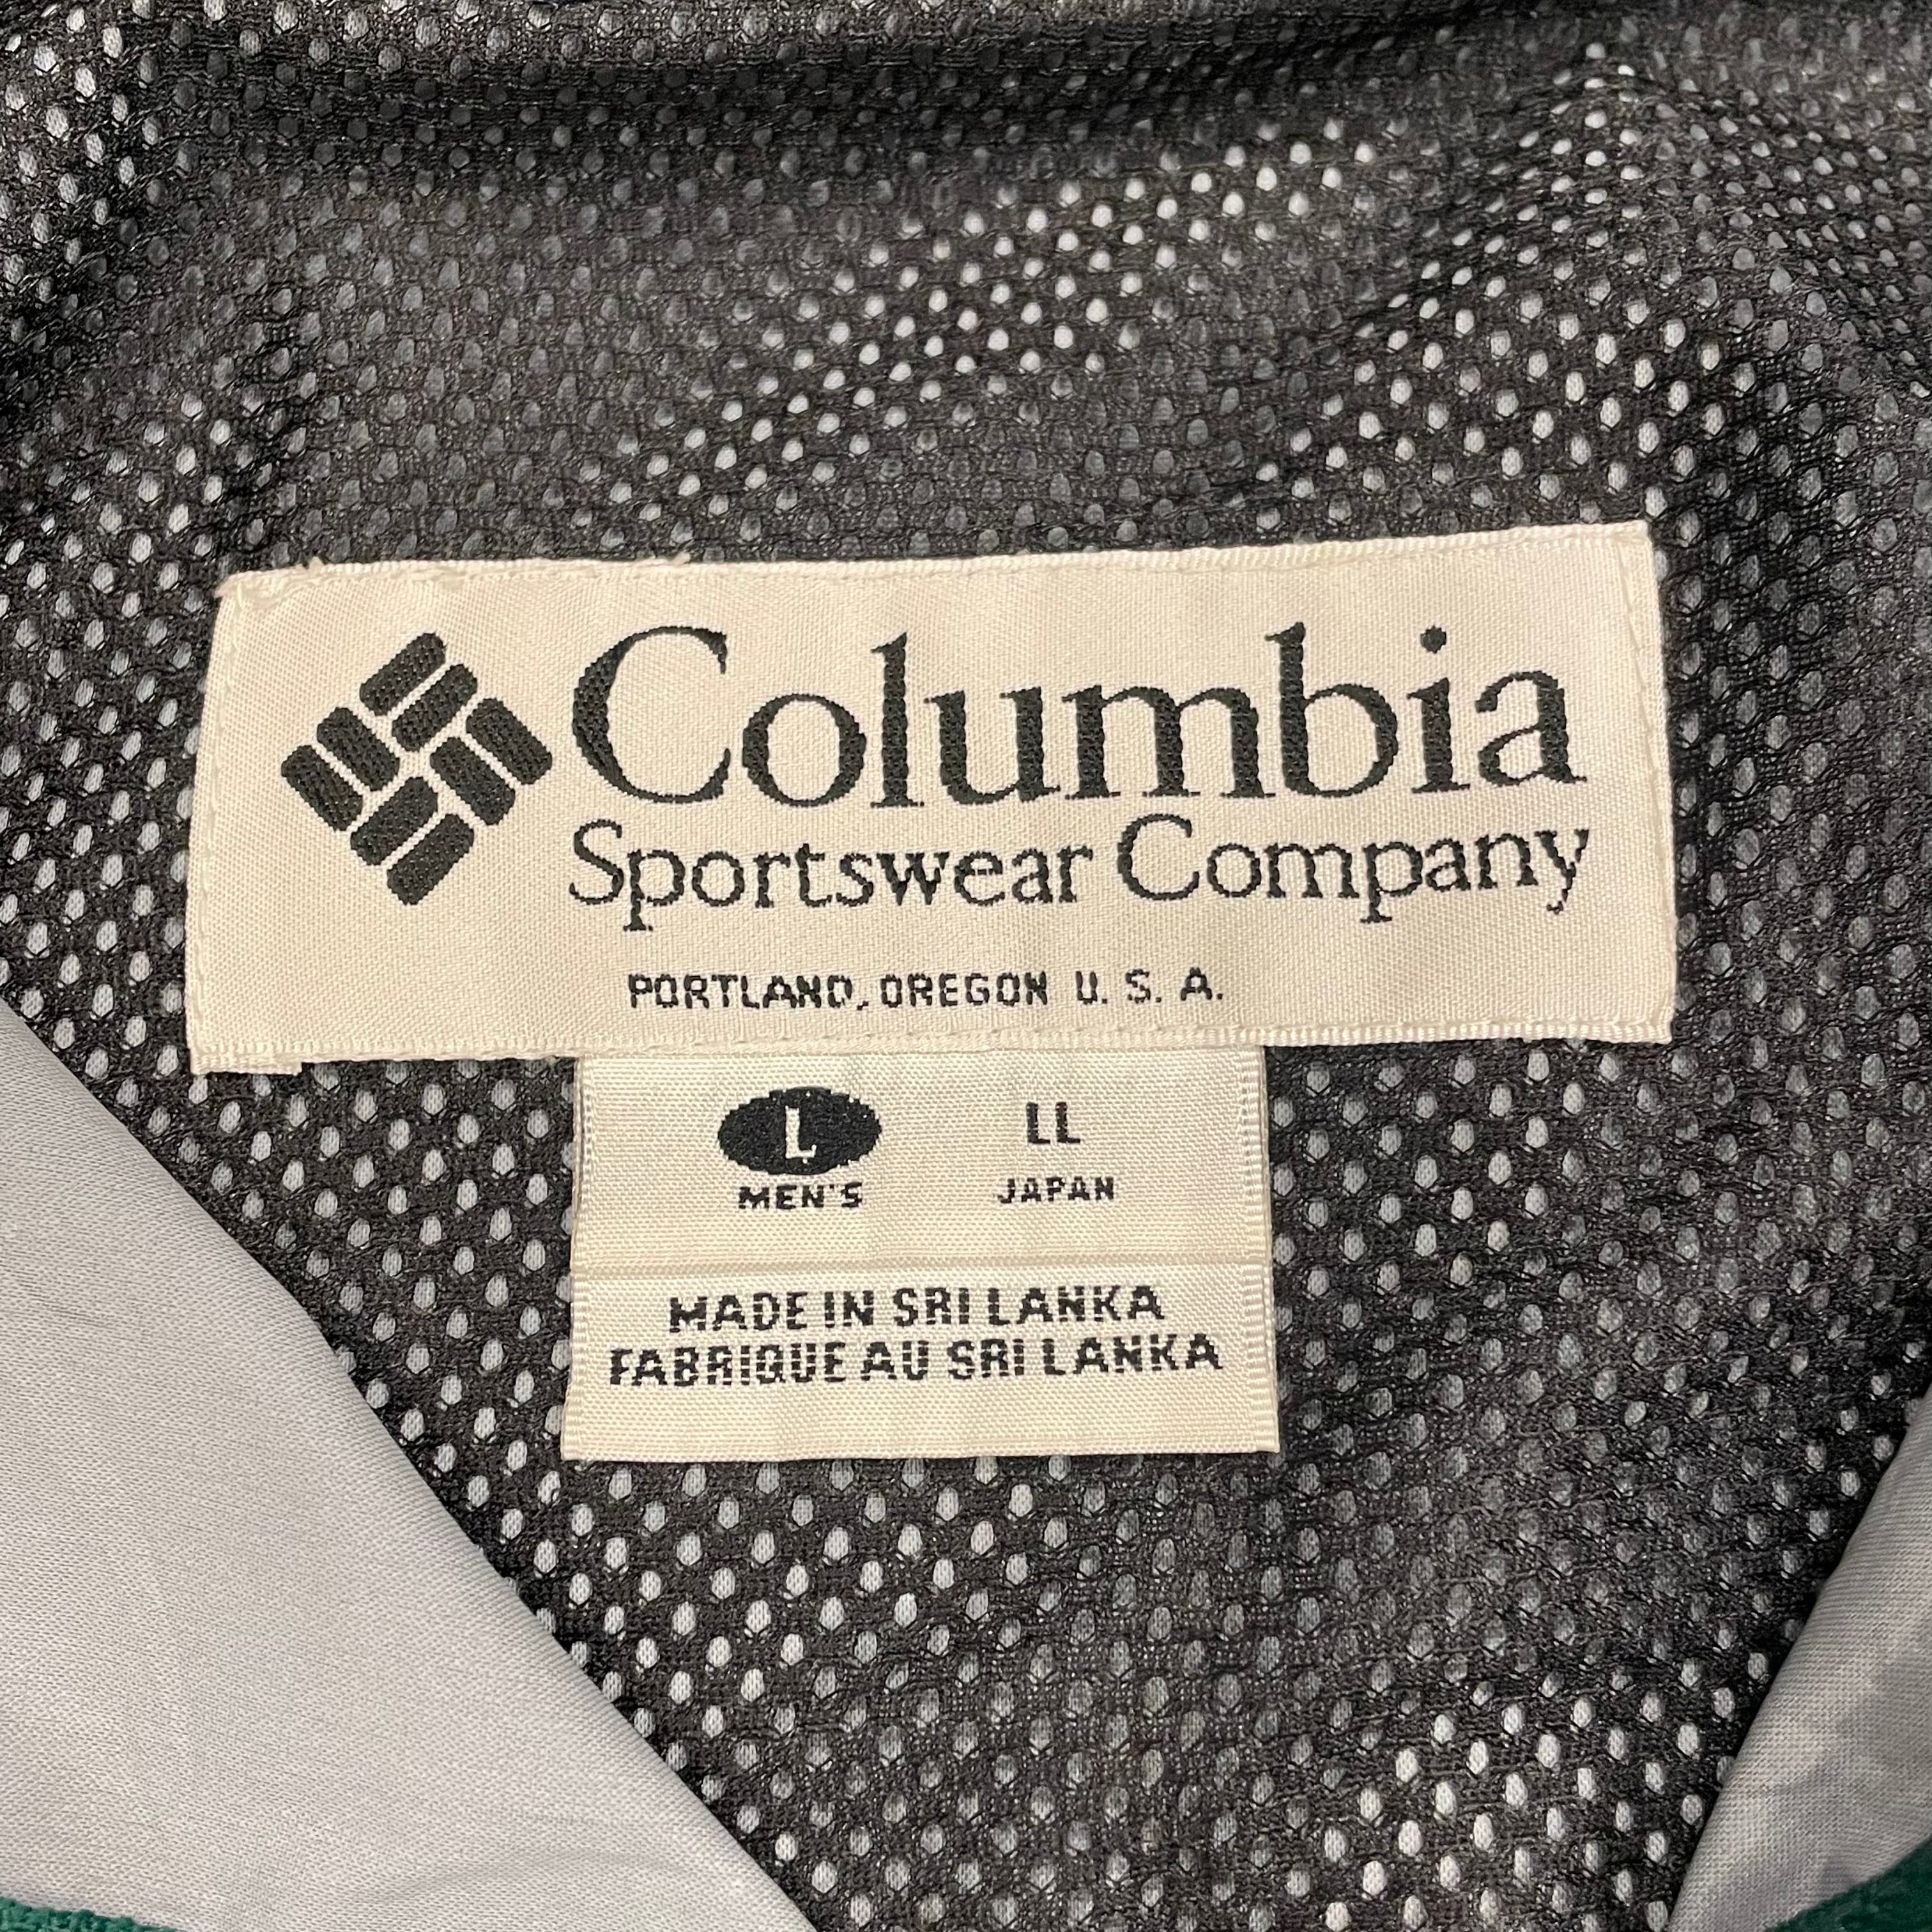 Columbia
Sportswear Company
PORTLAND, OREGON U. S. A.
L LL
MEN'S JAPAN
MADE IN SRI LANKA
FABRIQUE AU SRI LANKA